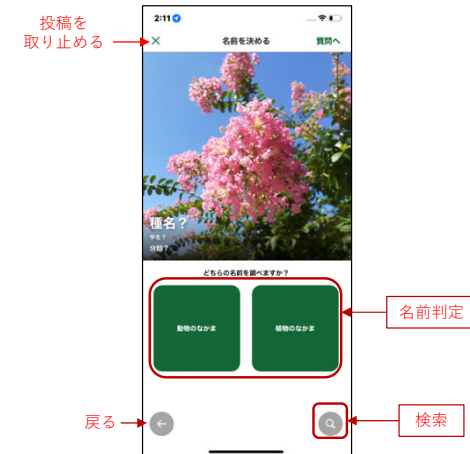 投稿を
取り止める
2:11
名前を決める
質問へ
種名？
学名？
分類？
どちらの名前を調べますか？
動物のなかま
植物のなかま
名前判定
戻る
検索